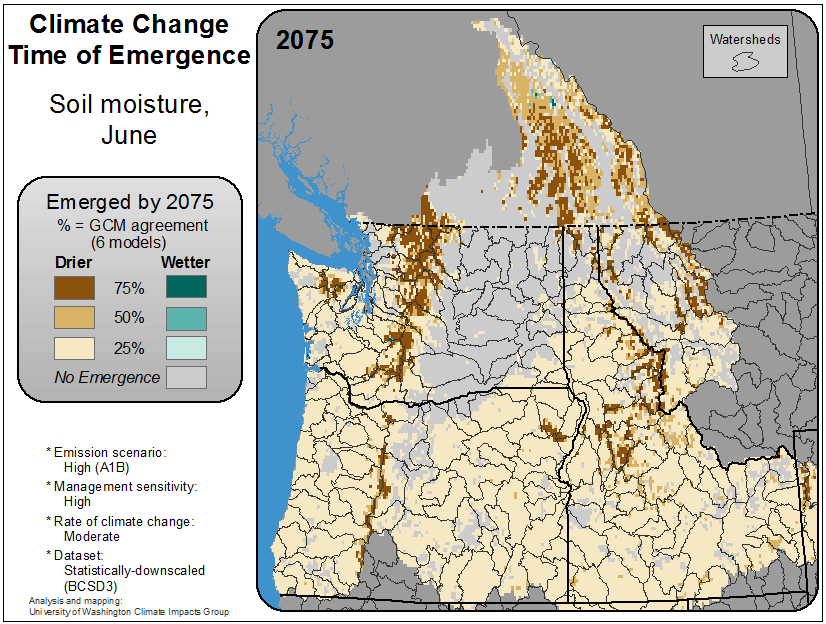 Climate Change
Time of Emergence
Soil moisture,
June
2075
Watersheds
Emerged by 2075
% = GCM agreement
(6 models)
Drier Wetter
75%
50%
25%
No Emergence
* Emission scenario:
High (A1B)
* Management sensitivity:
High
* Rate of climate change:
Moderate
* Dataset:
Statistically-downscaled
(BCSD3)
Analysis and mapping:
University of Washington Climate Impacts Group